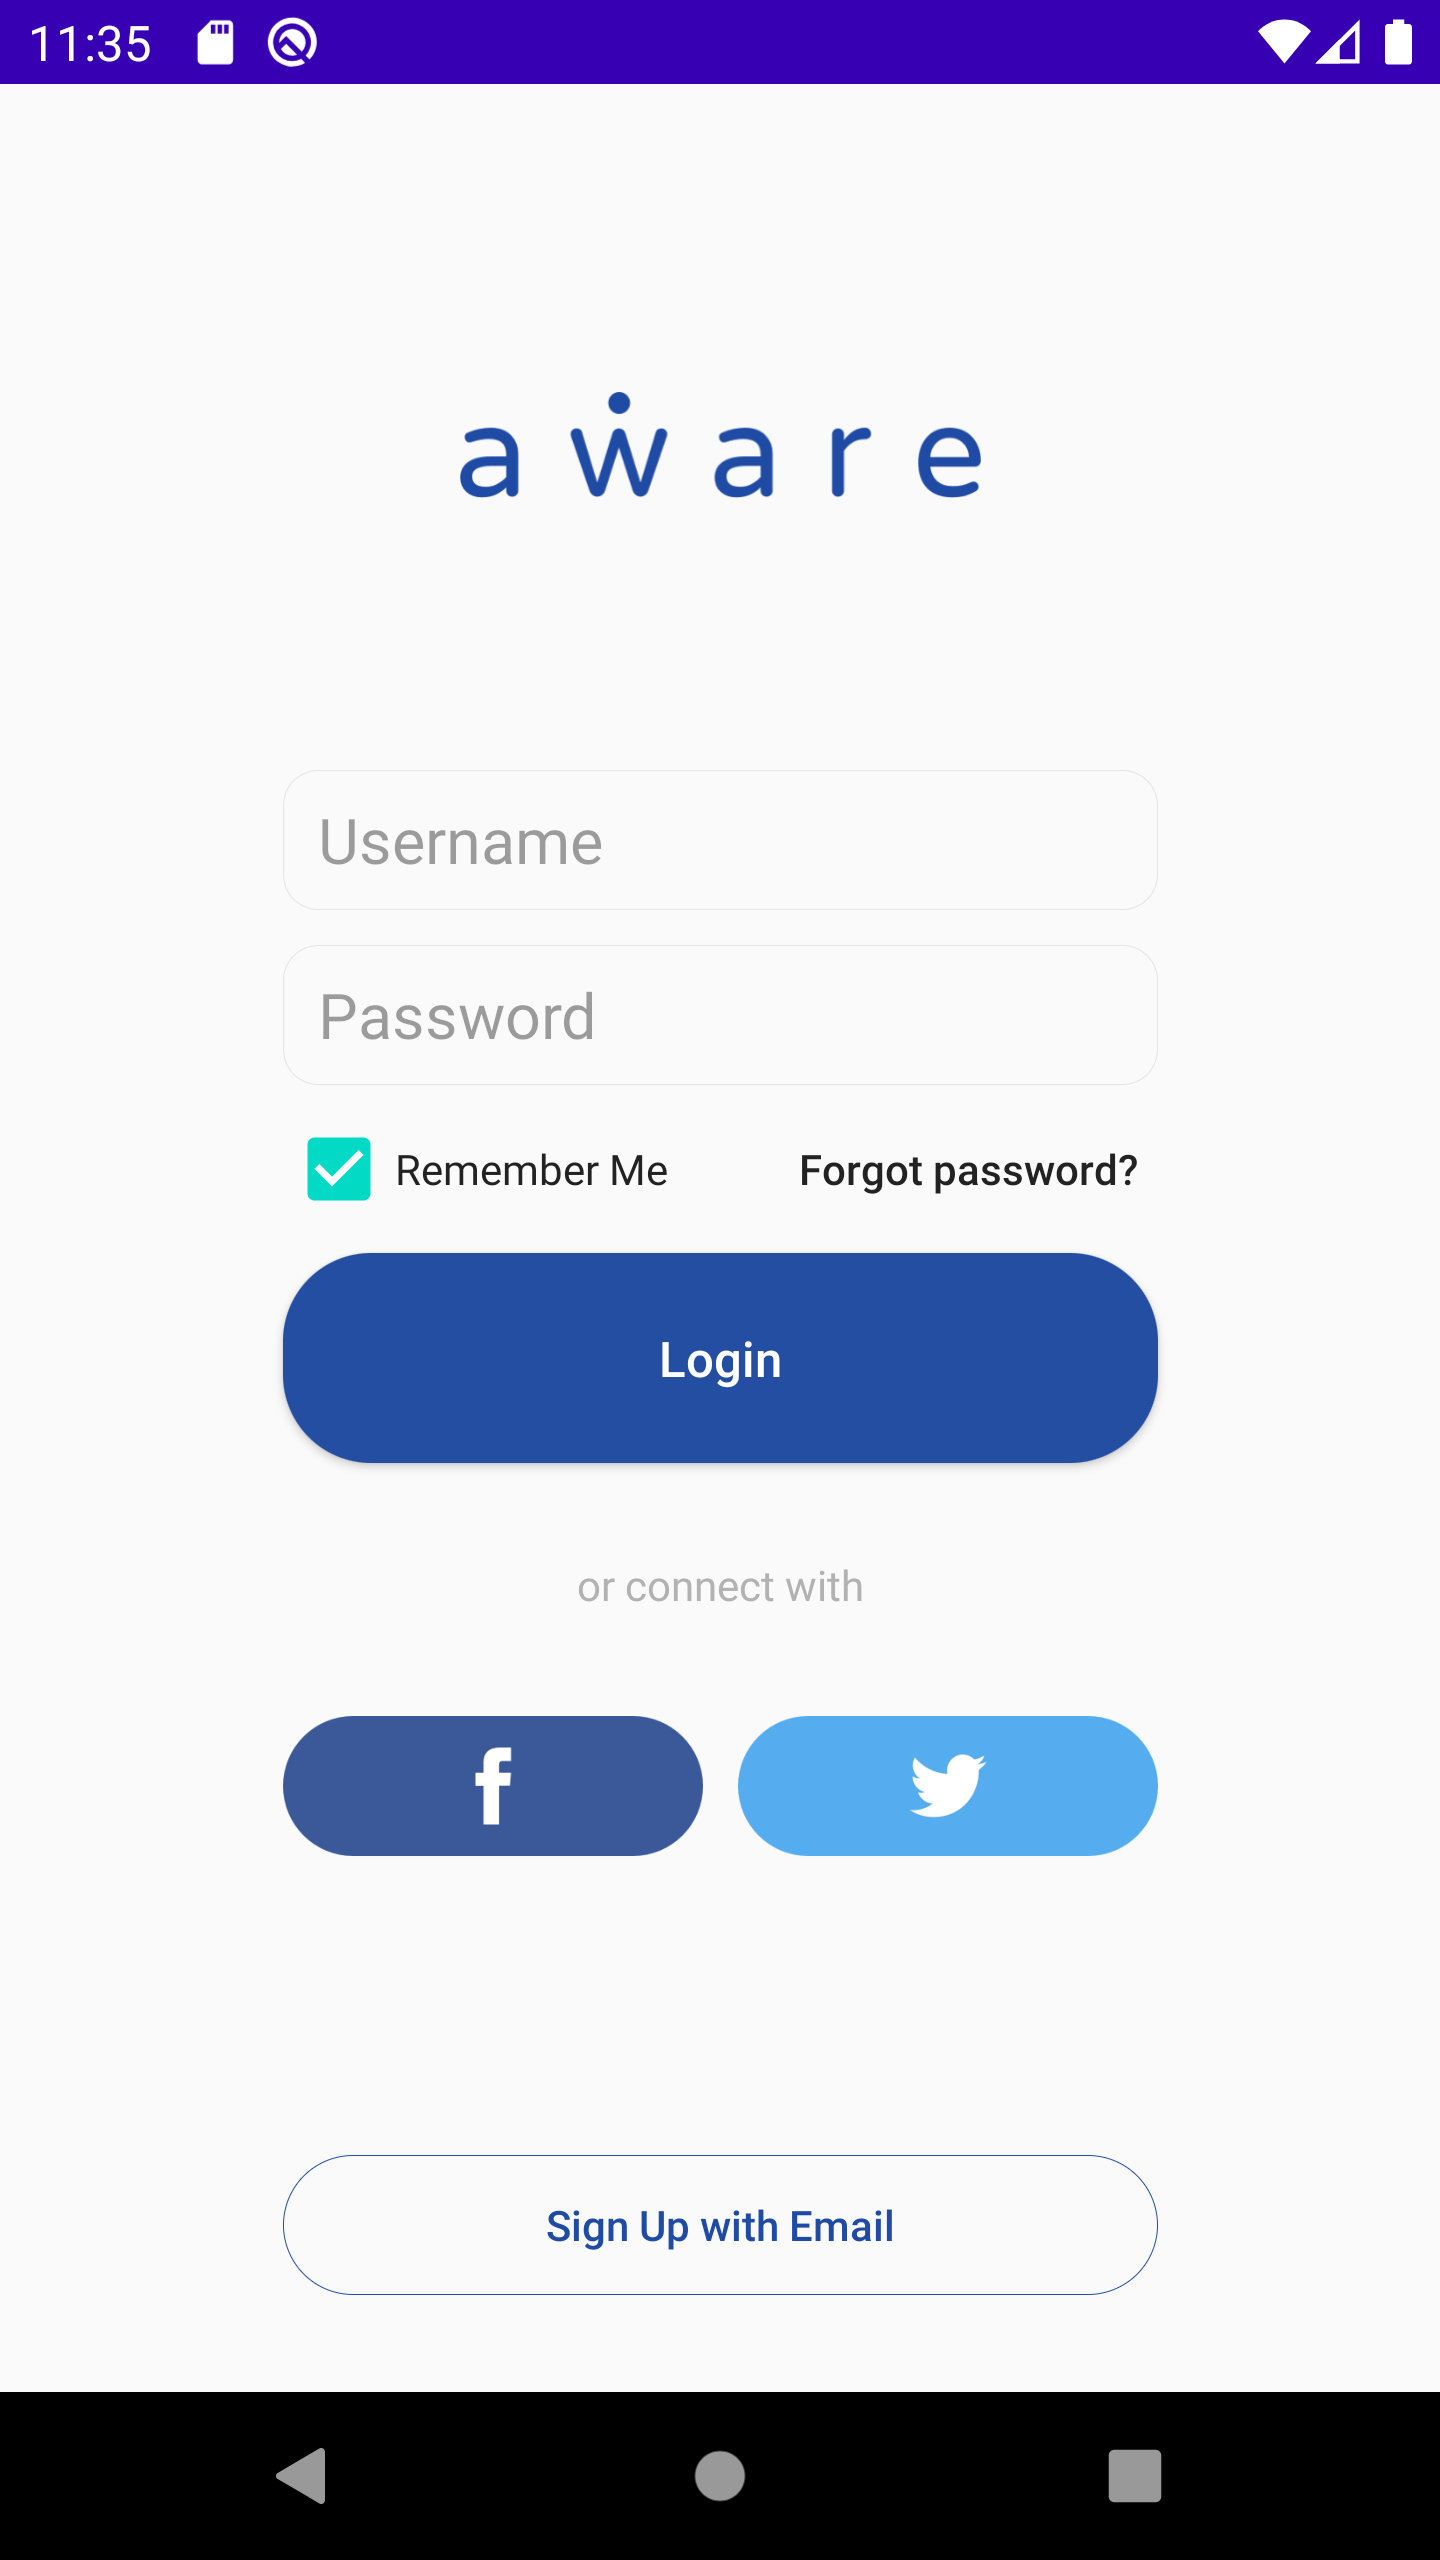 11:35
aware
Username
Password
Remember Me Forgot password?
Login
or connect with
Sign Up with Email